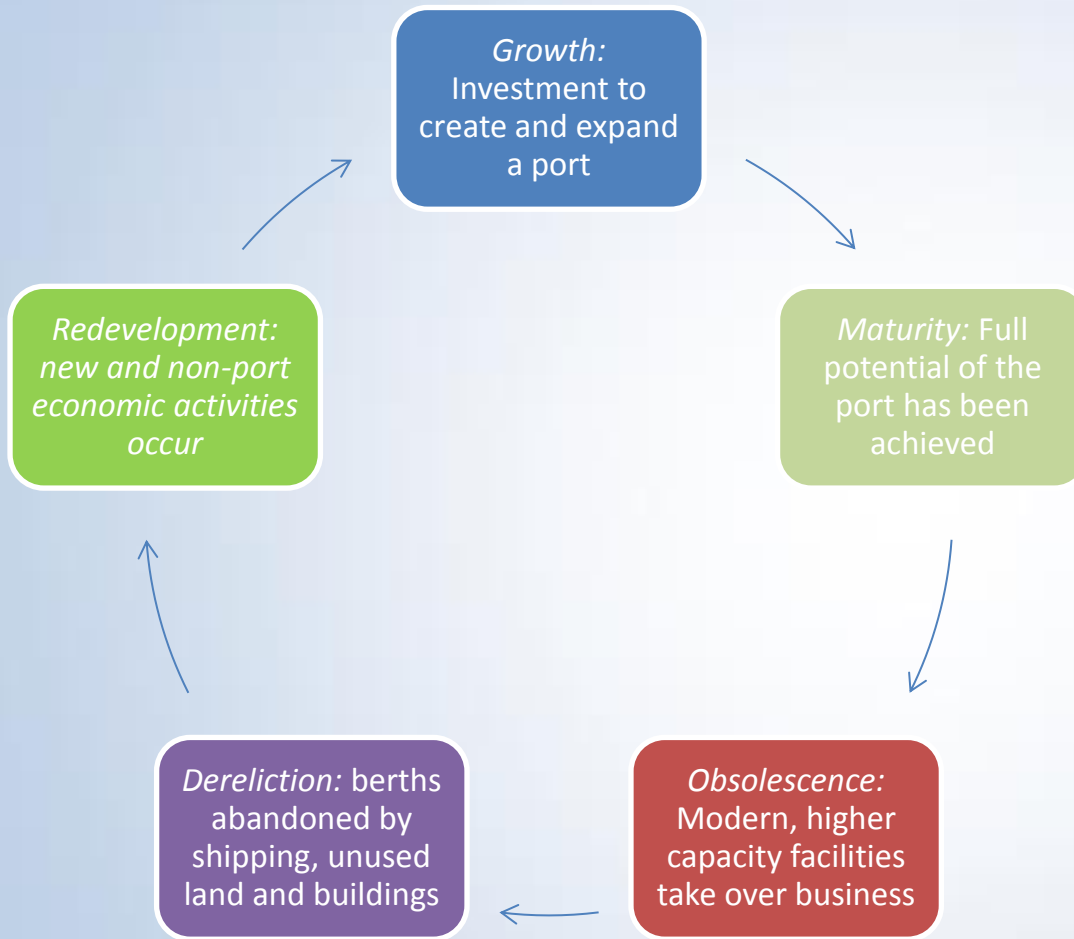 Growth:
Investment to
create and expand
a port
Maturity: Full
potential of the
port has been
achieved
Obsolescence:
Modern, higher
capacity facilities
take over business
Dereliction: berths
abandoned by
shipping, unused
land and buildings
Redevelopment:
new and non-port
economic activities
occur